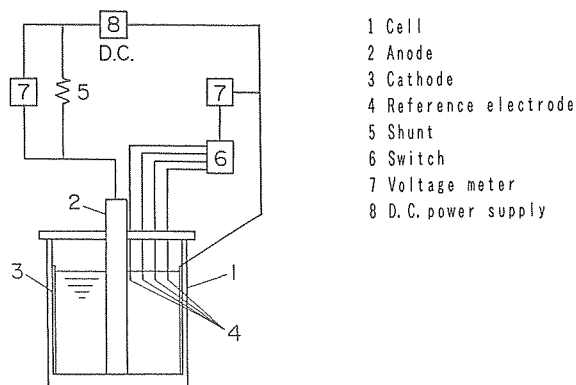 8
D.C.
7
5
7
6
2
3
1
4
1 Cell
2 Anode
3 Cathode
4 Reference electrode
5 Shunt
6 Switch
7 Voltage meter
8 D.C. power supply